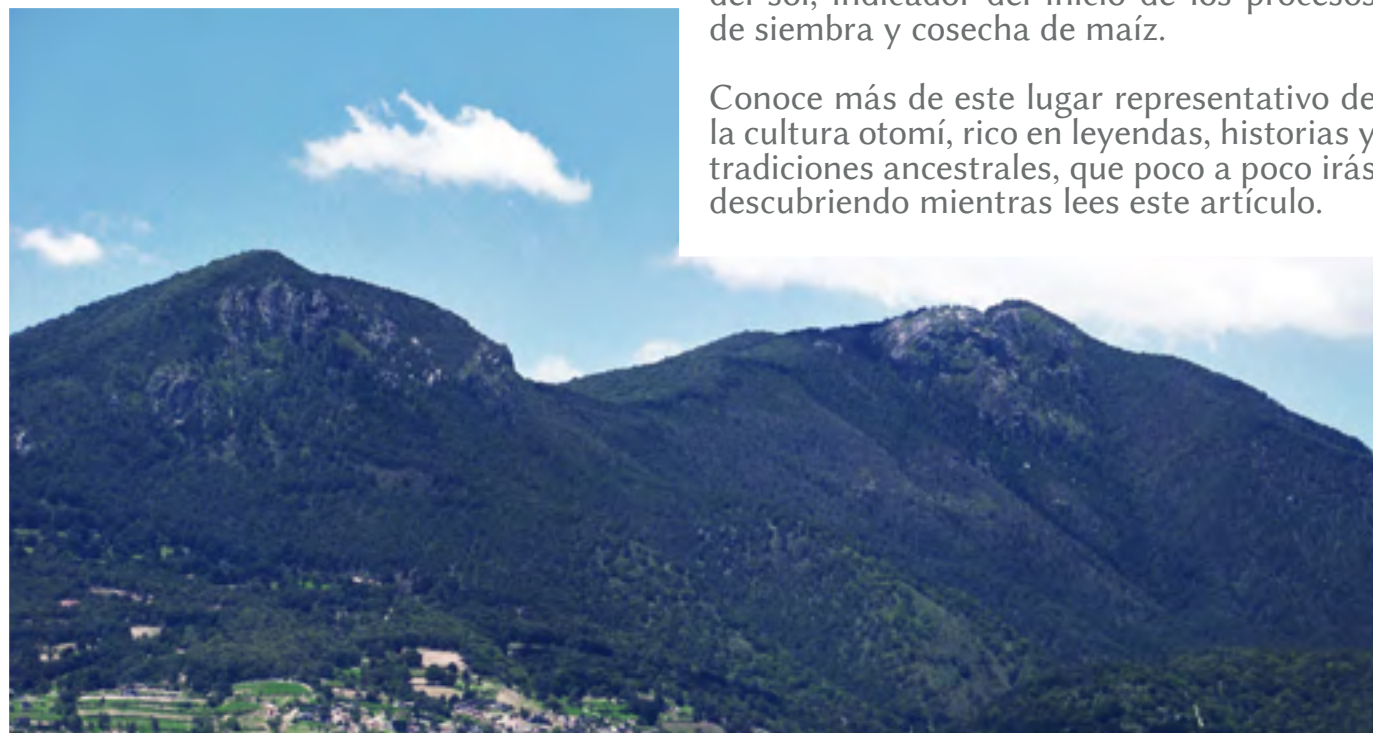 del sol, indicador del inicio de los procesos
de siembra y cosecha de maíz.
Conoce más de este lugar representativo de
la cultura otomí, rico en leyendas, historias y
tradiciones ancestrales, que poco a poco irás
descubriendo mientras lees este artículo.